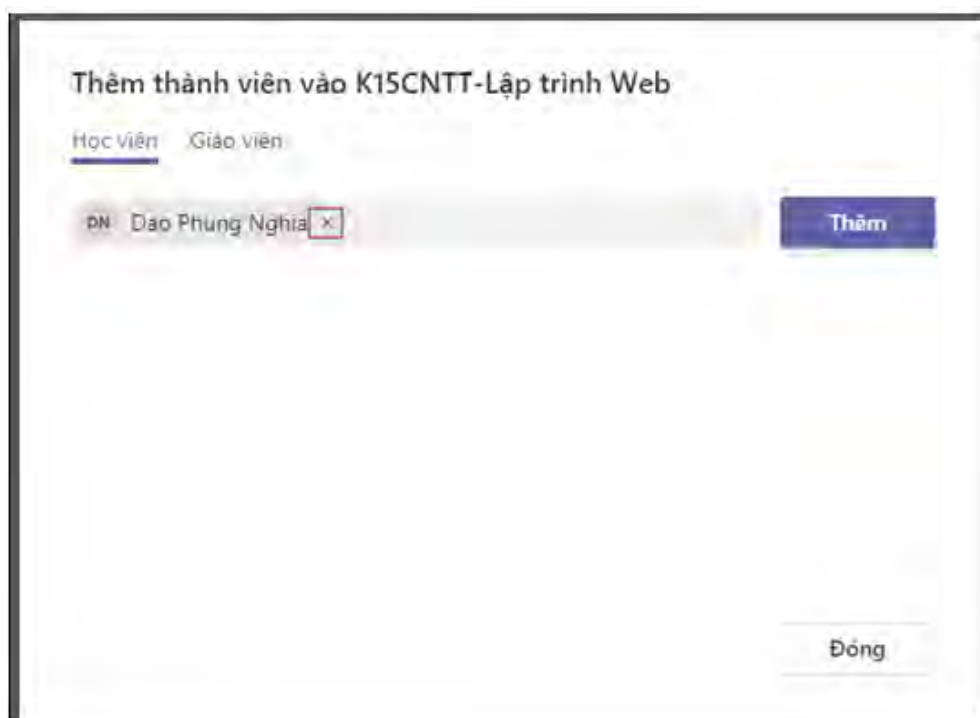 Thêm thành viên vào K15CNTT-Lập trình Web
Học viên Giáo viên
DN Dao Phung Nghia × Thêm
Đóng